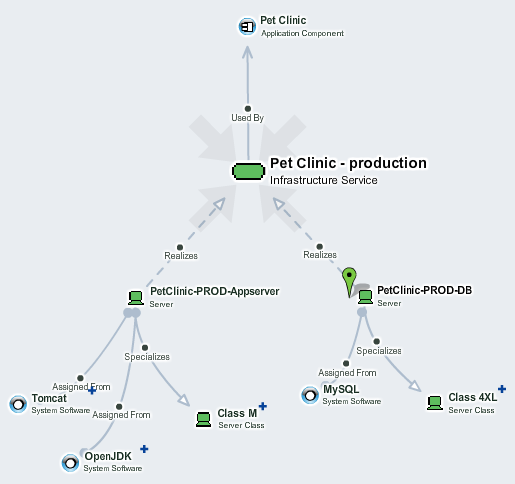 Pet Clinic
Application Component
Used By
Pet Clinic - production
Infrastructure Service
Realizes
Realizes
PetClinic-PROD-Appserver
Server
PetClinic-PROD-DB
Server
Specializes
Specializes
Assigned From
Assigned From
Assigned From
Tomcat
System Software
MySQL
System Software
Class M
Server Class
Class 4XL
Server Class
OpenJDK
System Software